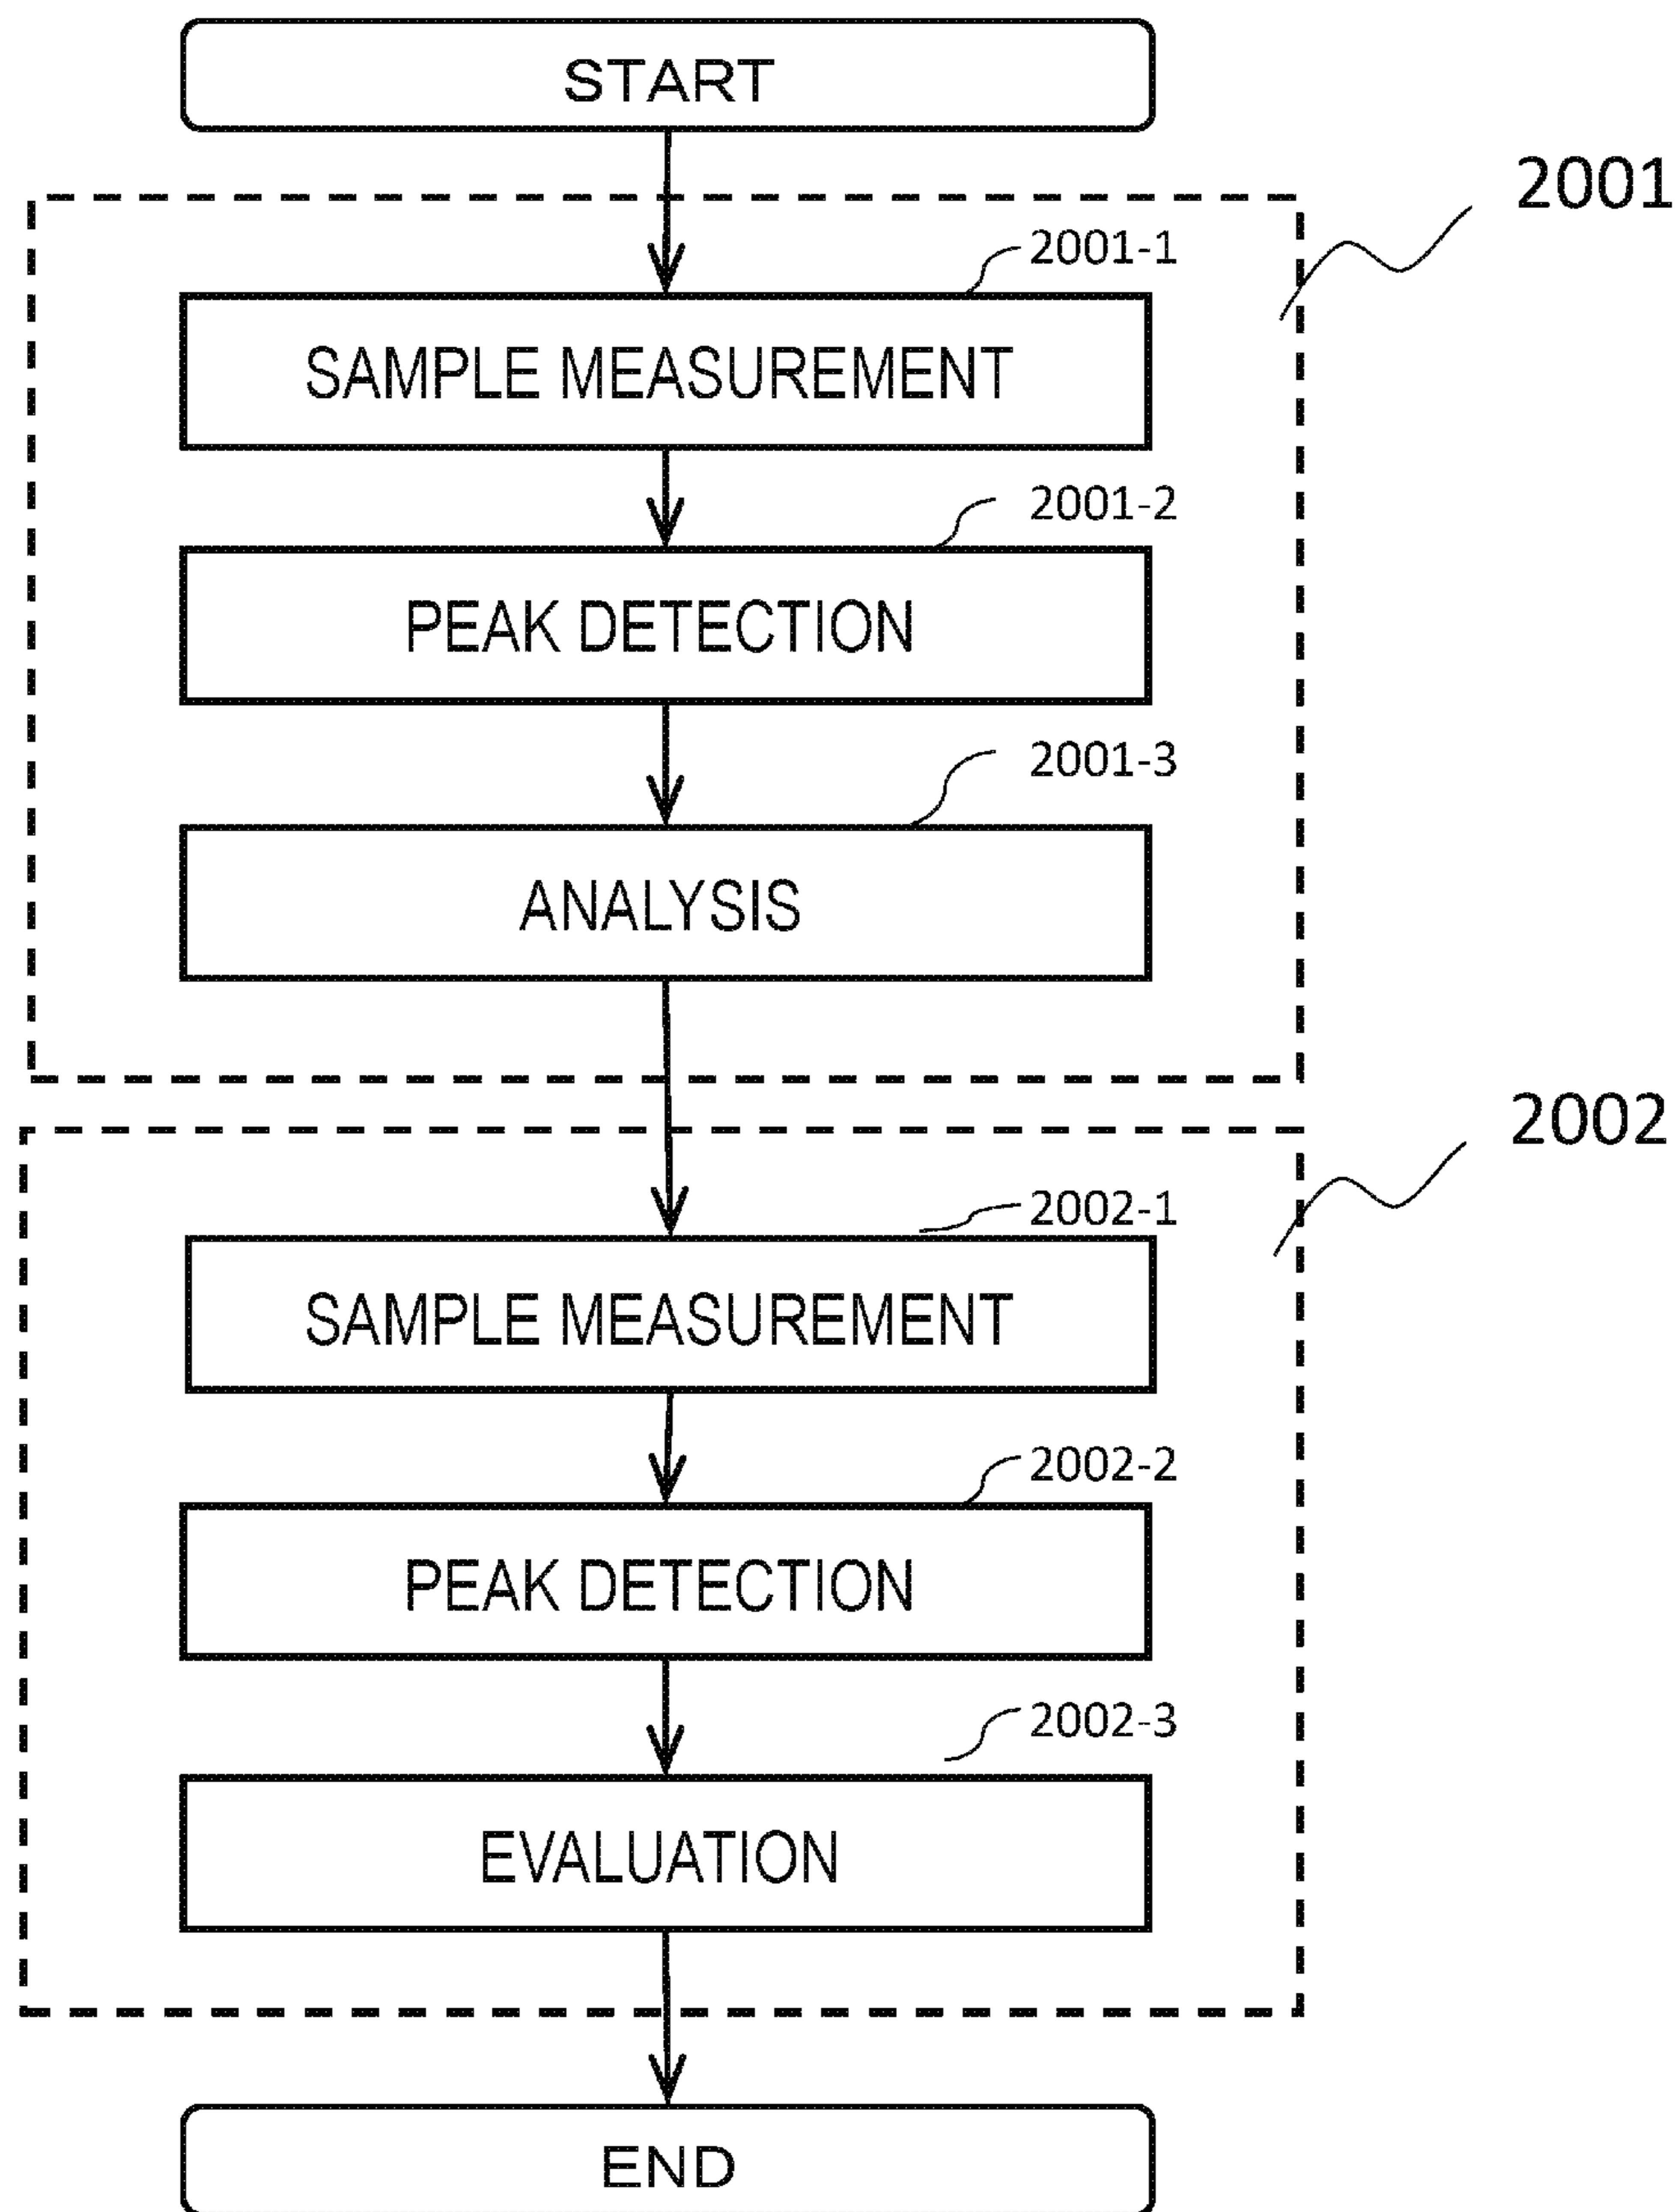 START
2001
2001-1
SAMPLE MEASUREMENT
2001-2
PEAK DETECTION
2001-3
ANALYSIS
2002
2002-1
SAMPLE MEASUREMENT
2002-2
PEAK DETECTION
2002-3
EVALUATION
END